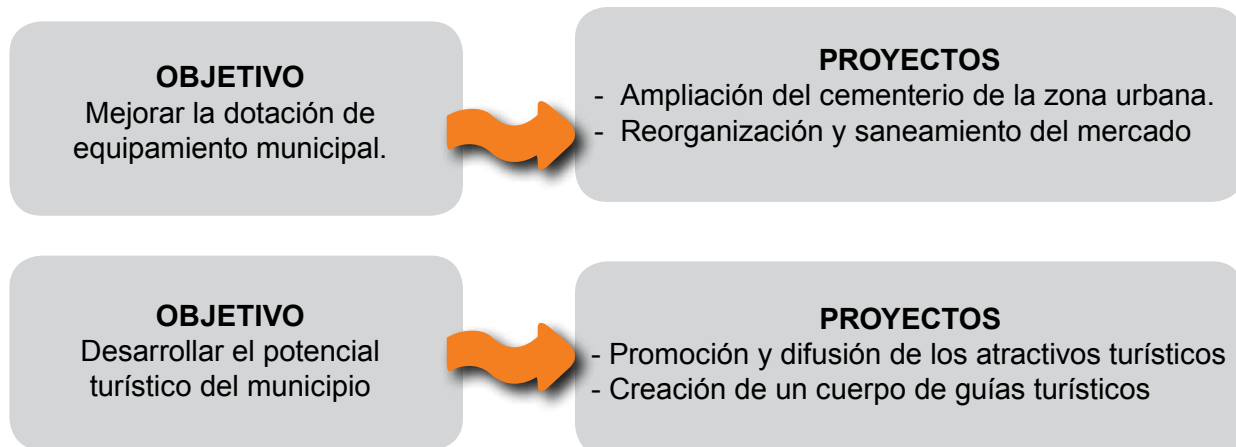 OBJETIVO
Mejorar la dotación de
equipamiento municipal.
PROYECTOS
- Ampliación del cementerio de la zona urbana.
- Reorganización y saneamiento del mercado
OBJETIVO
Desarrollar el potencial
turístico del municipio
PROYECTOS
- Promoción y difusión de los atractivos turísticos
- Creación de un cuerpo de guías turísticos